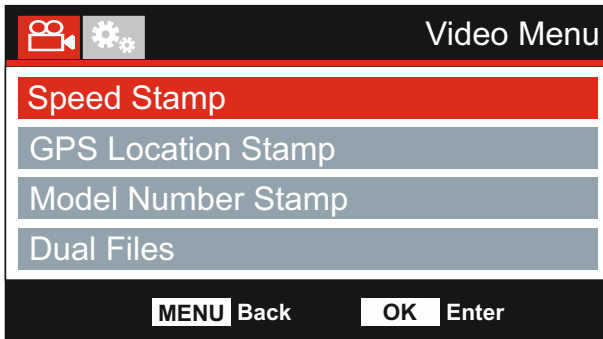 Video Menu
Speed Stamp
GPS Location Stamp
Model Number Stamp
Dual Files
MENU Back OK Enter